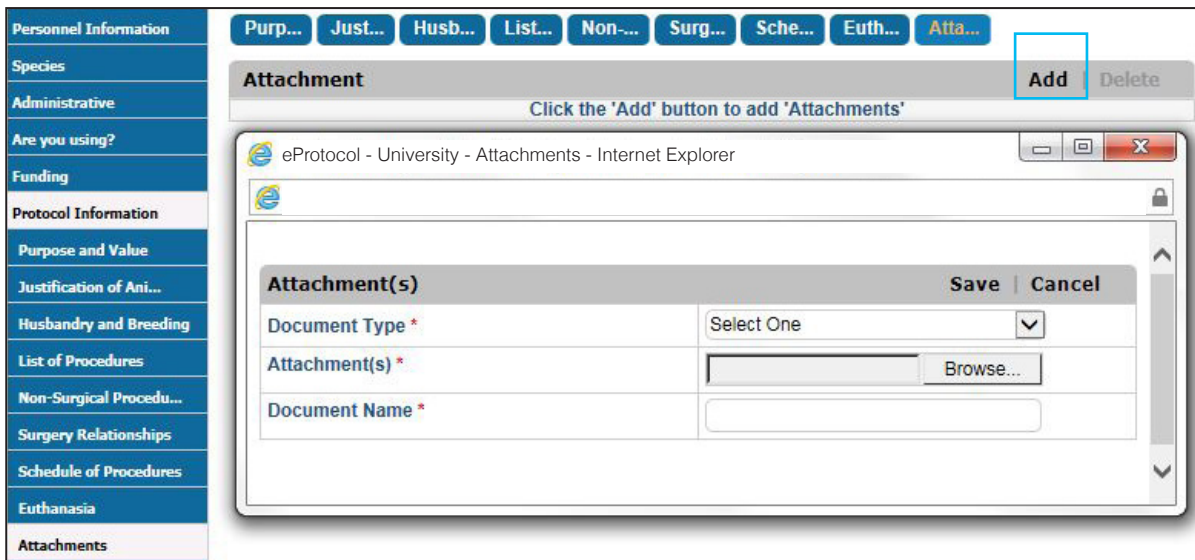 Personnel Information
Species
Administrative
Are you using?
Funding
Protocol Information
Purpose and Value
Justification of Ani...
Husbandry and Breeding
List of Procedures
Non-Surgical Procedu...
Surgery Relationships
Schedule of Procedures
Euthanasia
Attachments
Purp... Just... Husb... List... Non-... Surg... Sche... Euth... Atta...
Attachment Add | Delete
Click the 'Add' button to add 'Attachments'
eProtocol - University - Attachments - Internet Explorer
Attachment(s) Save | Cancel
Document Type * Select One
Attachment(s) * Browse...
Document Name *